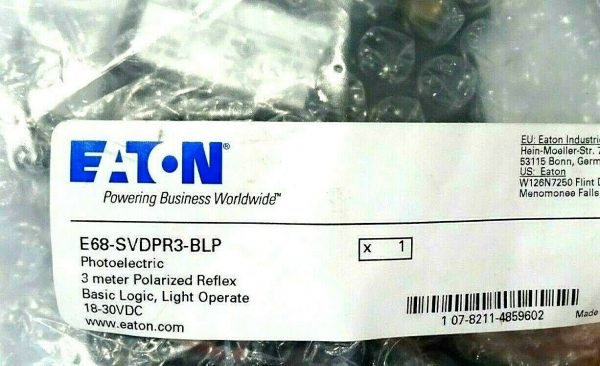 EATON®
Powering Business Worldwide™
EU: Eaton Industri
Hein-Moeller-Str. 7
53115 Bonn, Germ
US: Eaton
W126N7250 Flint D
Menomonee Falls
E68-SVDPR3-BLP
x 1
Photoelectric
3 meter Polarized Reflex
Basic Logic, Light Operate
18-30VDC
www.eaton.com
1 07-8211-4859602
Made